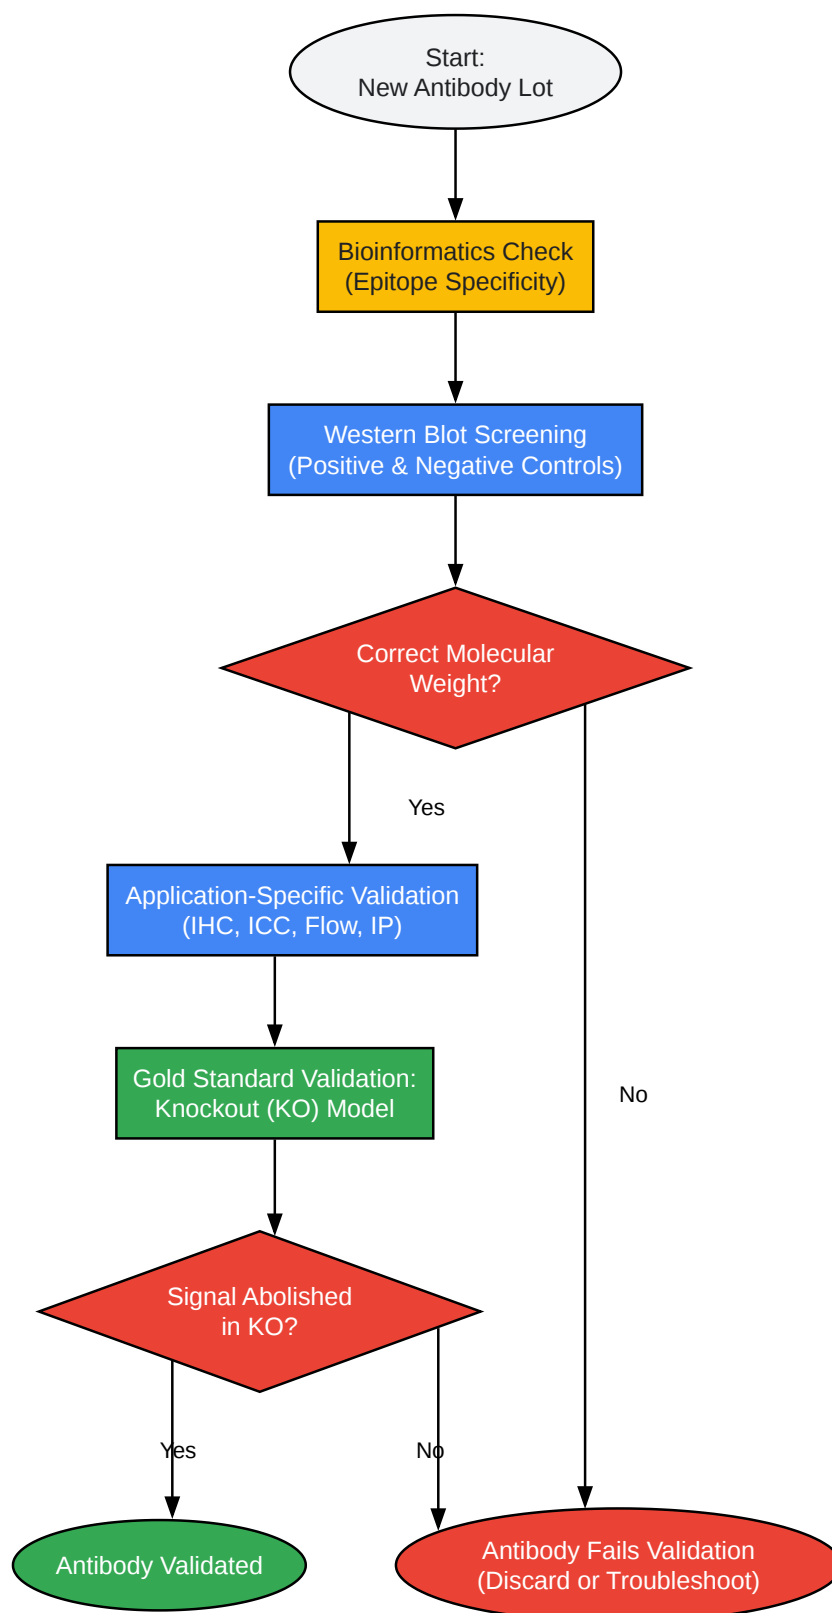 Start:
New Antibody Lot
Bioinformatics Check
(Epitope Specificity)
Western Blot Screening
(Positive & Negative Controls)
Correct Molecular
Weight?
Yes
Application-Specific Validation
(IHC, ICC, Flow, IP)
Gold Standard Validation:
Knockout (KO) Model
No
Signal Abolished
in KO?
Yes
No
Antibody Validated
Antibody Fails Validation
(Discard or Troubleshoot)